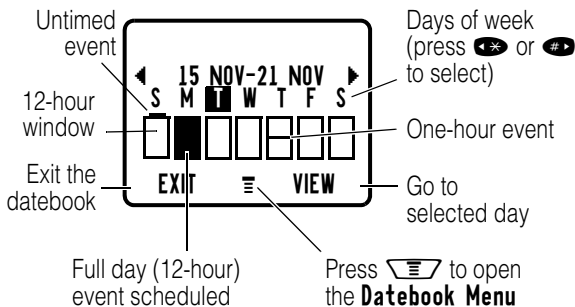 Untimed
event
12-hour
window
Exit the
datebook
15 NOV-21 NOV
S M T W T F S
EXIT VIEW
Days of week
(press * or #
to select)
One-hour event
Go to
selected day
Full day (12-hour)
event scheduled
Press to open
the Datebook Menu